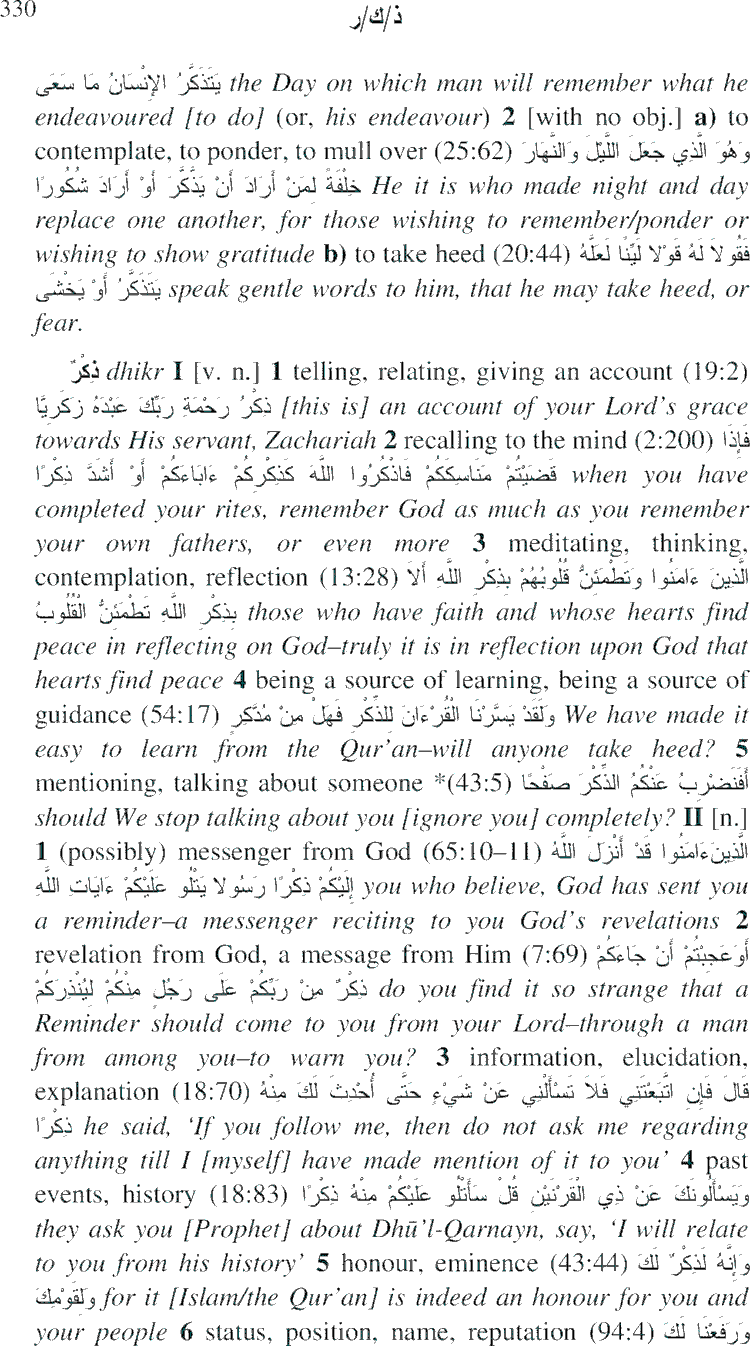 330
ذ/ك/ر
يَتَذَكَّرُ الإِنْسَانُ مَا سَعَى the Day on which man will remember what he
endeavoured [to do] (or, his endeavour) 2 [with no obj.] a) to
contemplate, to ponder, to mull over (25:62) وَهُوَ الَّذِي جَعَلَ اللَّيْلَ وَالنَّهَارَ
خِلْفَةً لِمَنْ أَرَادَ أَنْ يَذَّكَّرَ أَوْ أَرَادَ شُكُورًا He it is who made night and day
replace one another, for those wishing to remember/ponder or
wishing to show gratitude b) to take heed (20:44) فَقُولاَ لَهُ قَوْلا لَيِّنًا لَعَلَّهُ
يَتَذَكَّرُ أَوْ يَخْشَى speak gentle words to him, that he may take heed, or
fear.
ذِكْرٌ dhikr I [v. n.] 1 telling, relating, giving an account (19:2)
ذِكْرُ رَحْمَةِ رَبِّكَ عَبْدَهُ زَكَرِيَّا [this is] an account of your Lord's grace
towards His servant, Zachariah 2 recalling to the mind (2:200) فَإِذَا
قَضَيْتُمْ مَنَاسِكَكُمْ فَاذْكُرُوا اللَّهَ كَذِكْرِكُمْ ءَابَاءَكُمْ أَوْ أَشَدَّ ذِكْرًا when you have
completed your rites, remember God as much as you remember
your own fathers, or even more 3 meditating, thinking,
contemplation, reflection (13:28) الَّذِينَ ءَامَنُوا وَتَطْمَئِنُّ قُلُوبُهُمْ بِذِكْرِ اللَّهِ أَلاَ
بِذِكْرِ اللَّهِ تَطْمَئِنُّ الْقُلُوبُ those who have faith and whose hearts find
peace in reflecting on God–truly it is in reflection upon God that
hearts find peace 4 being a source of learning, being a source of
guidance (54:17) وَلَقَدْ يَسَّرْنَا الْقُرْءَانَ لِلذِّكْرِ فَهَلْ مِنْ مُدَّكِرٍ We have made it
easy to learn from the Qur'an–will anyone take heed? 5
mentioning, talking about someone *(43:5) أَفَنَضْرِبُ عَنْكُمُ الذِّكْرَ صَفْحًا
should We stop talking about you [ignore you] completely? II [n.]
1 (possibly) messenger from God (65:10–11) الَّذِينَ ءَامَنُوا قَدْ أَنْزَلَ اللَّهُ
إِلَيْكُمْ ذِكْرًا رَسُولا يَتْلُو عَلَيْكُمْ ءَايَاتِ اللَّهِ you who believe, God has sent you
a reminder–a messenger reciting to you God's revelations 2
revelation from God, a message from Him (7:69) أَوَعَجِبْتُمْ أَنْ جَاءَكُمْ
ذِكْرٌ مِنْ رَبِّكُمْ عَلَى رَجُلٍ مِنْكُمْ لِيُنْذِرَكُمْ do you find it so strange that a
Reminder should come to you from your Lord–through a man
from among you–to warn you? 3 information, elucidation,
explanation (18:70) قَالَ فَإِنِ اتَّبَعْتَنِي فَلاَ تَسْأَلْنِي عَنْ شَيْءٍ حَتَّى أُحْدِثَ لَكَ مِنْهُ
ذِكْرًا he said, 'If you follow me, then do not ask me regarding
anything till I [myself] have made mention of it to you' 4 past
events, history (18:83) وَيَسْأَلُونَكَ عَنْ ذِي الْقَرْنَيْنِ قُلْ سَأَتْلُو عَلَيْكُمْ مِنْهُ ذِكْرًا
they ask you [Prophet] about Dhū'l-Qarnayn, say, 'I will relate
to you from his history' 5 honour, eminence (43:44) وَإِنَّهُ لَذِكْرٌ لَكَ
وَلِقَوْمِكَ for it [Islam/the Qur'an] is indeed an honour for you and
your people 6 status, position, name, reputation (94:4) وَرَفَعْنَا لَكَ